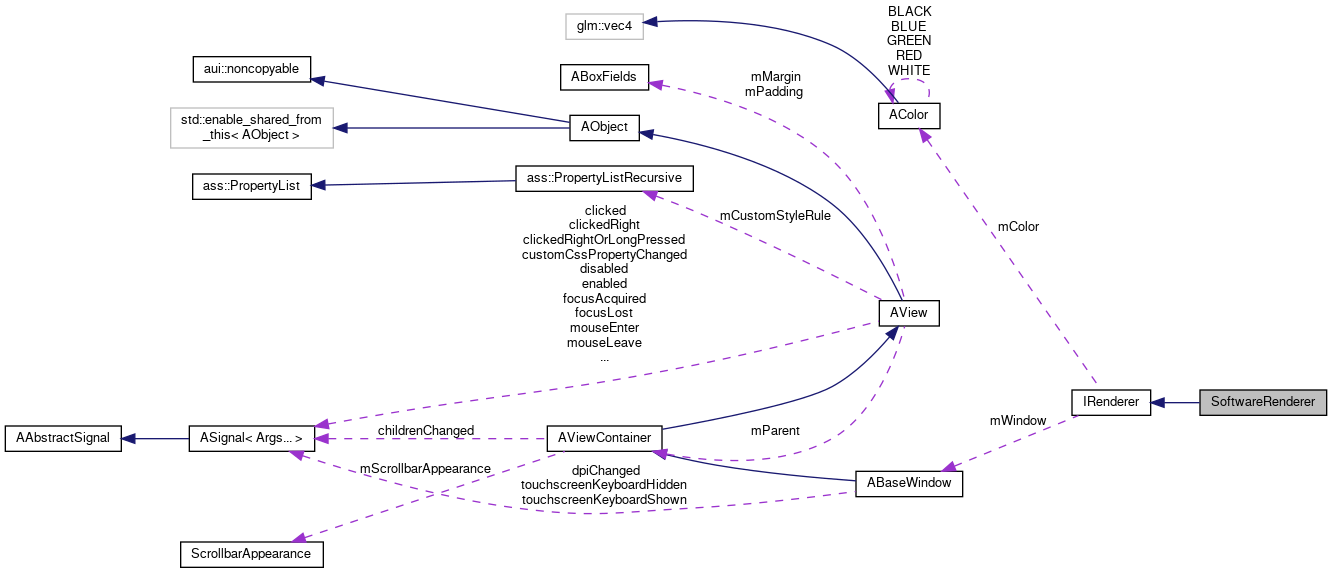 BLACK
BLUE
GREEN
RED
WHITE
glm::vec4
aui::noncopyable
ABoxFields
mMargin
mPadding
AColor
std::enable_shared_from
_this< AObject >
AObject
ass::PropertyList
ass::PropertyListRecursive
mCustomStyleRule
mColor
clicked
clickedRight
clickedRightOrLongPressed
customCssPropertyChanged
disabled
enabled
focusAcquired
focusLost
mouseEnter
mouseLeave
...
AView
IRenderer
SoftwareRenderer
mWindow
AAbstractSignal
ASignal< Args... >
childrenChanged
AViewContainer
mParent
mScrollbarAppearance
dpiChanged
touchscreenKeyboardHidden
touchscreenKeyboardShown
ABaseWindow
ScrollbarAppearance